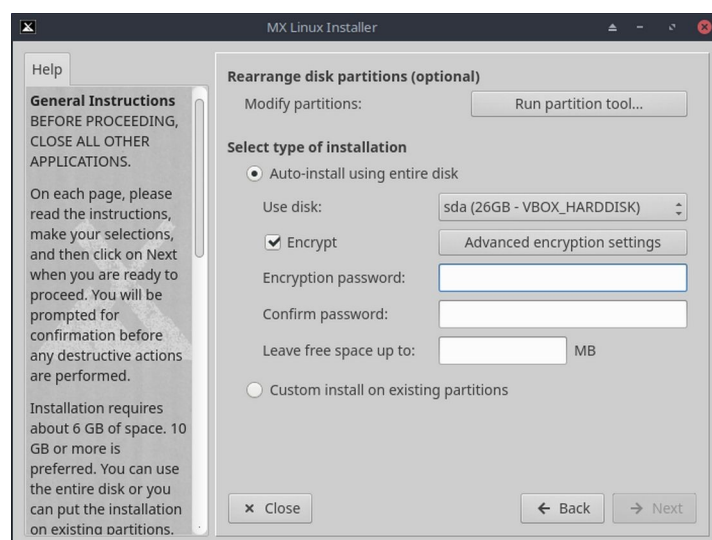 MX Linux Installer
Help
General Instructions
BEFORE PROCEEDING,
CLOSE ALL OTHER
APPLICATIONS.
On each page, please
read the instructions,
make your selections,
and then click on Next
when you are ready to
proceed. You will be
prompted for
confirmation before
any destructive actions
are performed.
Installation requires
about 6 GB of space. 10
GB or more is
preferred. You can use
the entire disk or you
can put the installation
on existing partitions.
Rearrange disk partitions (optional)
Modify partitions: Run partition tool...
Select type of installation
Auto-install using entire disk
Use disk: sda (26GB - VBOX_HARDDISK)
Encrypt Advanced encryption settings
Encryption password:
Confirm password:
Leave free space up to: MB
Custom install on existing partitions
Close Back Next